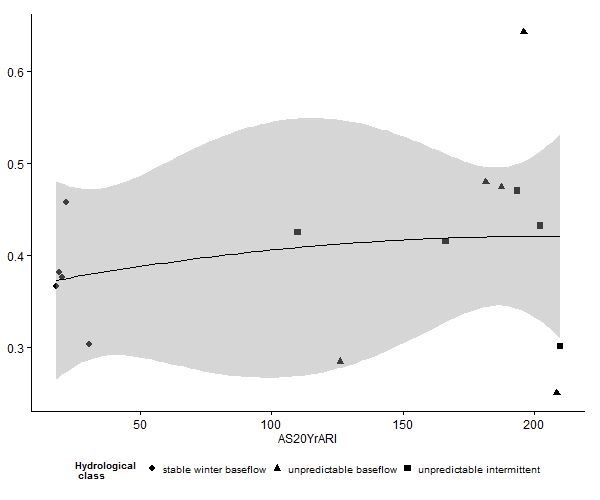 0.6
0.5
0.4
0.3
50 100 150 200
AS20YrARI
Hydrological
class
stable winter baseflow unpredictable baseflow unpredictable intermittent